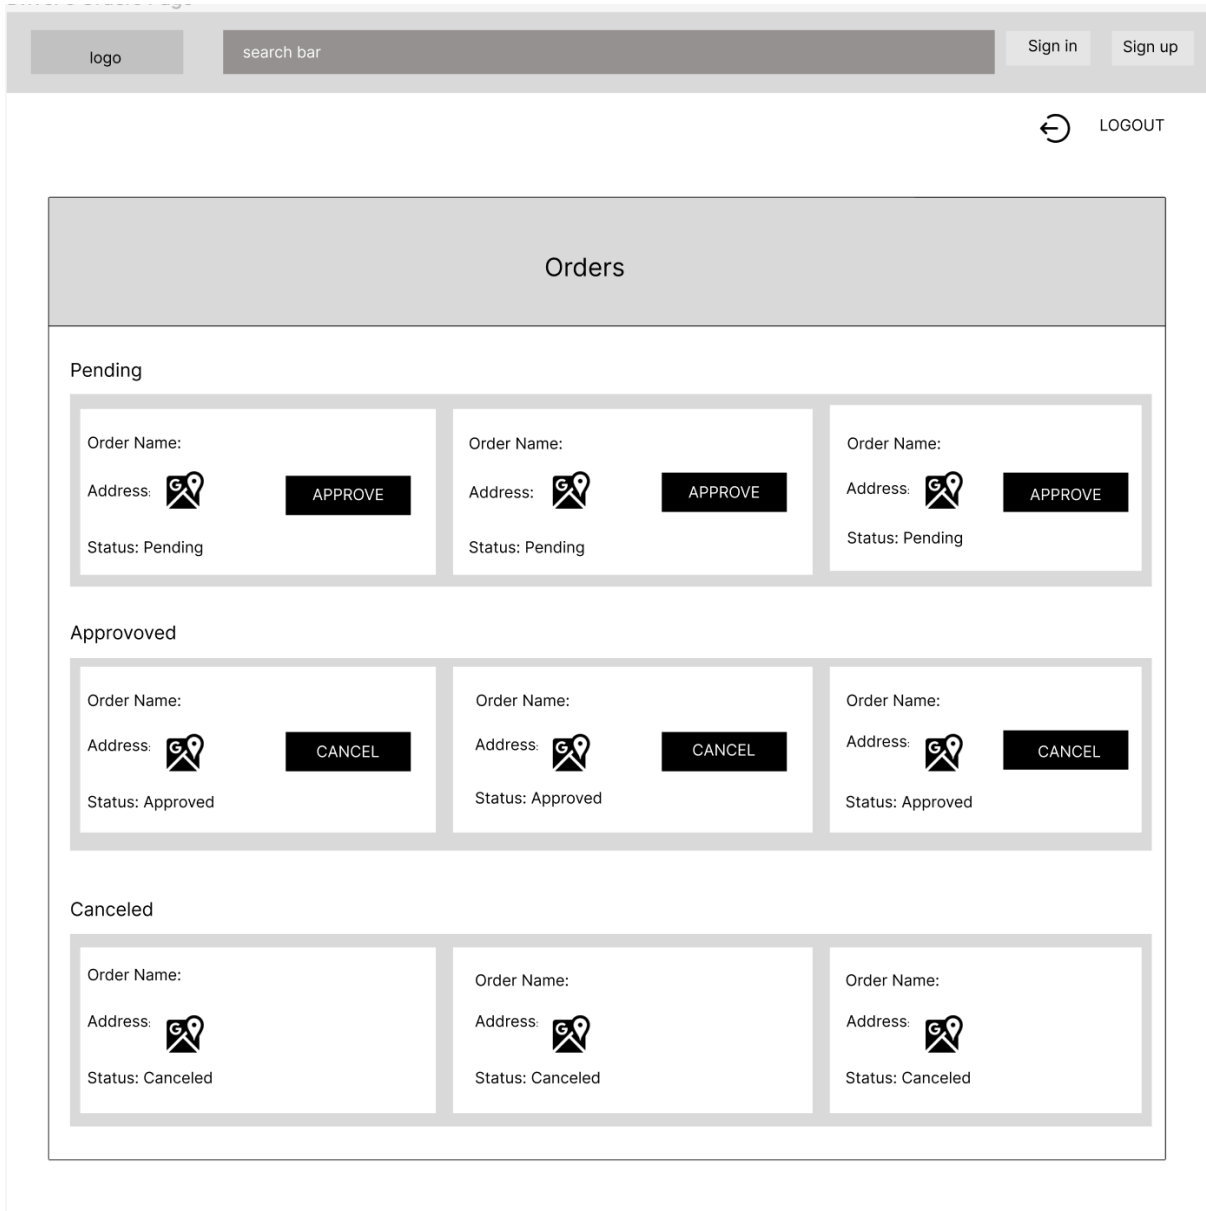 logo
search bar
Sign in
Sign up
LOGOUT
Orders
Pending
Order Name:
Address:
APPROVE
Status: Pending
Order Name:
Address:
APPROVE
Status: Pending
Order Name:
Address:
APPROVE
Status: Pending
Approvoved
Order Name:
Address:
CANCEL
Status: Approved
Order Name:
Address:
CANCEL
Status: Approved
Order Name:
Address:
CANCEL
Status: Approved
Canceled
Order Name:
Address:
Status: Canceled
Order Name:
Address:
Status: Canceled
Order Name:
Address:
Status: Canceled